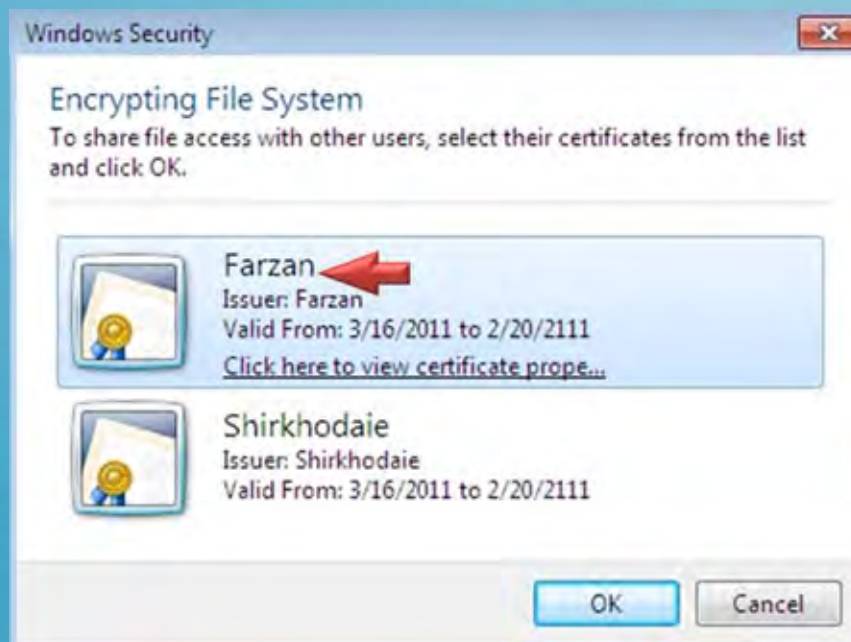 Windows Security
Encrypting File System
To share file access with other users, select their certificates from the list
and click OK.
Farzan
Issuer: Farzan
Valid From: 3/16/2011 to 2/20/2111
Click here to view certificate prope...
Shirkhodaie
Issuer: Shirkhodaie
Valid From: 3/16/2011 to 2/20/2111
OK
Cancel